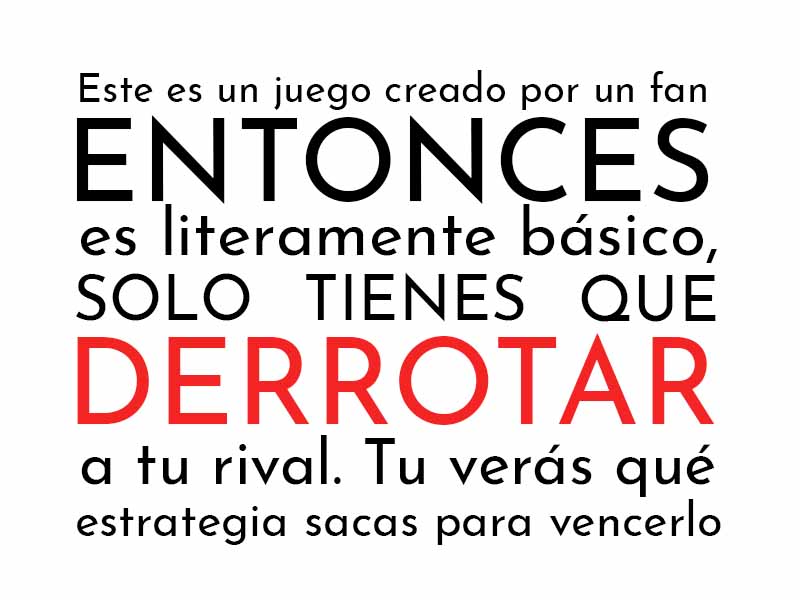 Este es un juego creado por un fan
ENTONCES
es literamente básico,
SOLO TIENES QUE
DERROTAR
a tu rival. Tu verás qué
estrategia sacas para vencerlo